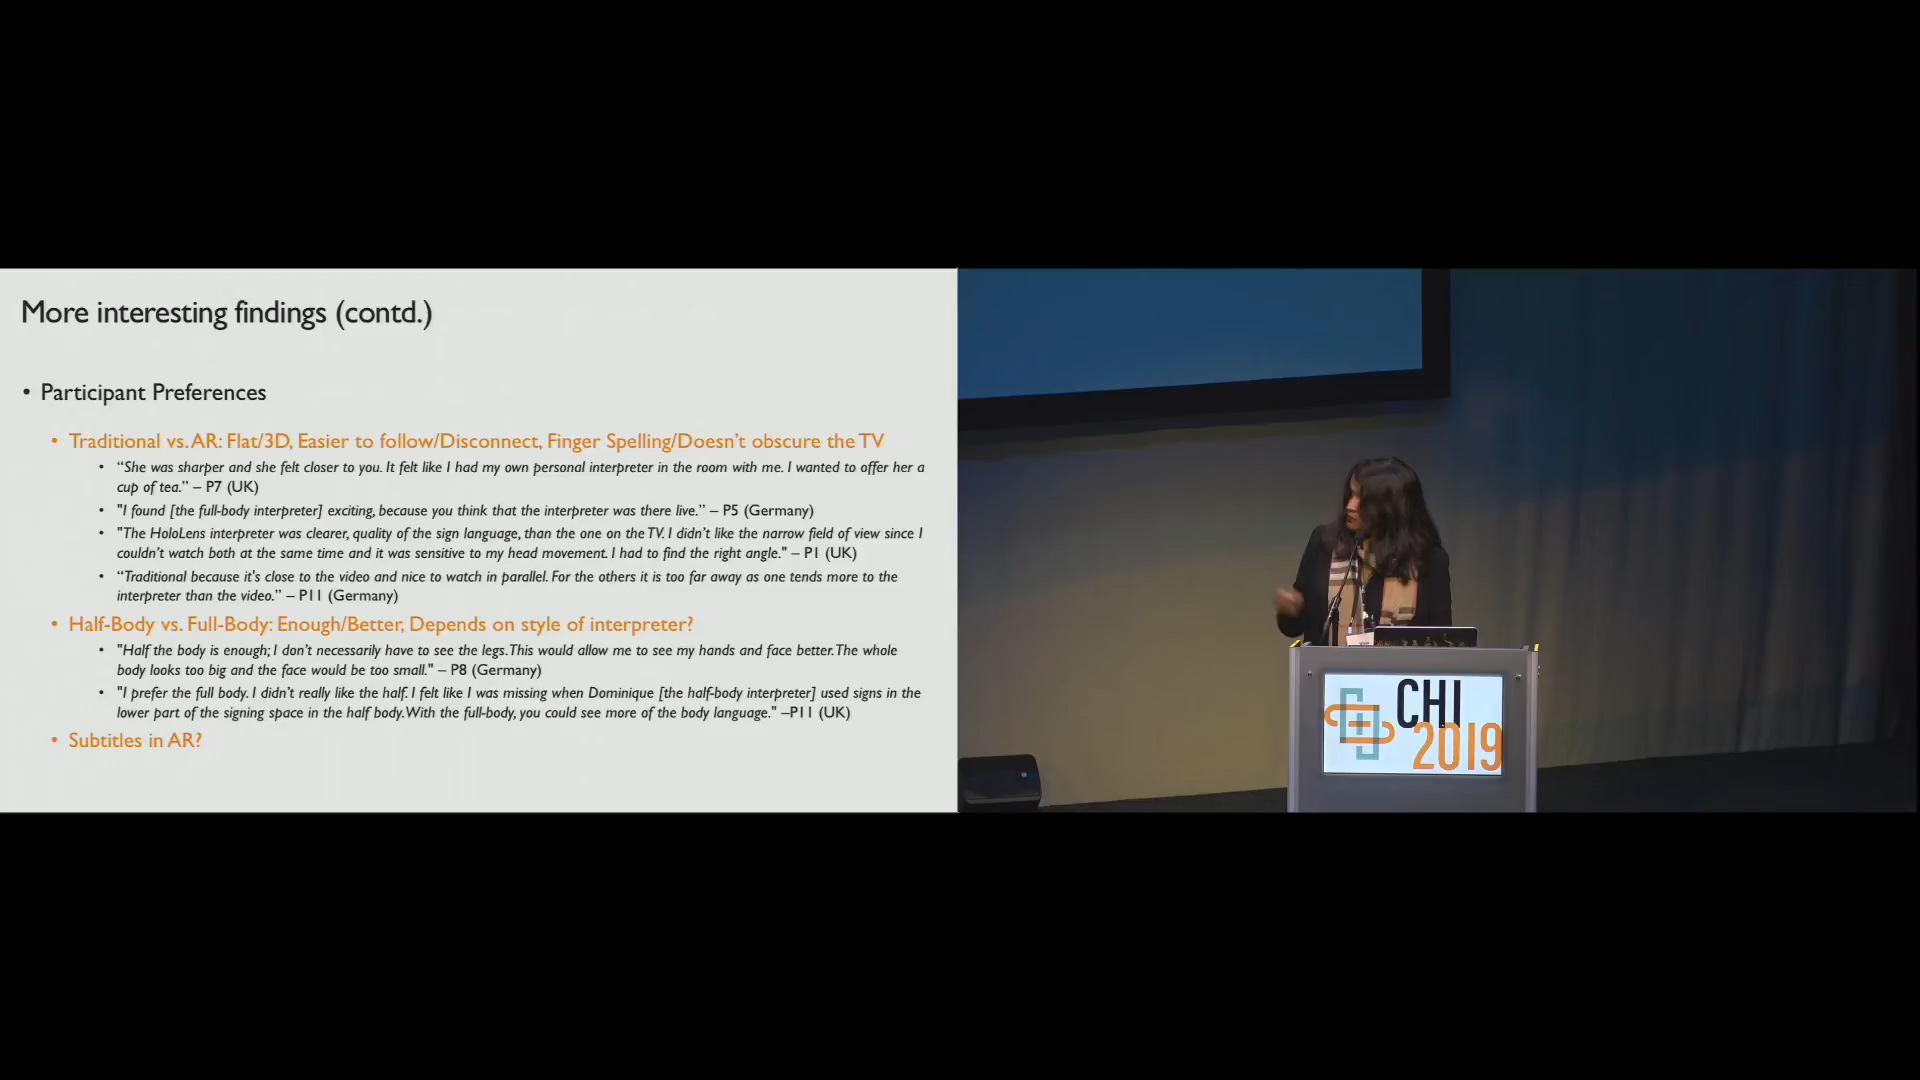 More interesting findings (contd.)
• Participant Preferences
• Traditional vs. AR: Flat/3D, Easier to follow/Disconnect, Finger Spelling/Doesn't obscure the TV
• “She was sharper and she felt closer to you. It felt like I had my own personal interpreter in the room with me. I wanted to offer her a
cup of tea.” – P7 (UK)
• "I found [the full-body interpreter] exciting, because you think that the interpreter was there live.” – P5 (Germany)
• "The HoloLens interpreter was clearer, quality of the sign language, than the one on the TV. I didn't like the narrow field of view since I
couldn't watch both at the same time and it was sensitive to my head movement. I had to find the right angle." – P1 (UK)
• “Traditional because it's close to the video and nice to watch in parallel. For the others it is too far away as one tends more to the
interpreter than the video.” – P11 (Germany)
• Half-Body vs. Full-Body: Enough/Better, Depends on style of interpreter?
• "Half the body is enough; I don't necessarily have to see the legs. This would allow me to see my hands and face better. The whole
body looks too big and the face would be too small." – P8 (Germany)
• "I prefer the full body. I didn't really like the half. I felt like I was missing when Dominique [the half-body interpreter] used signs in the
lower part of the signing space in the half body. With the full-body, you could see more of the body language." –P11 (UK)
• Subtitles in AR?
CHI
2019